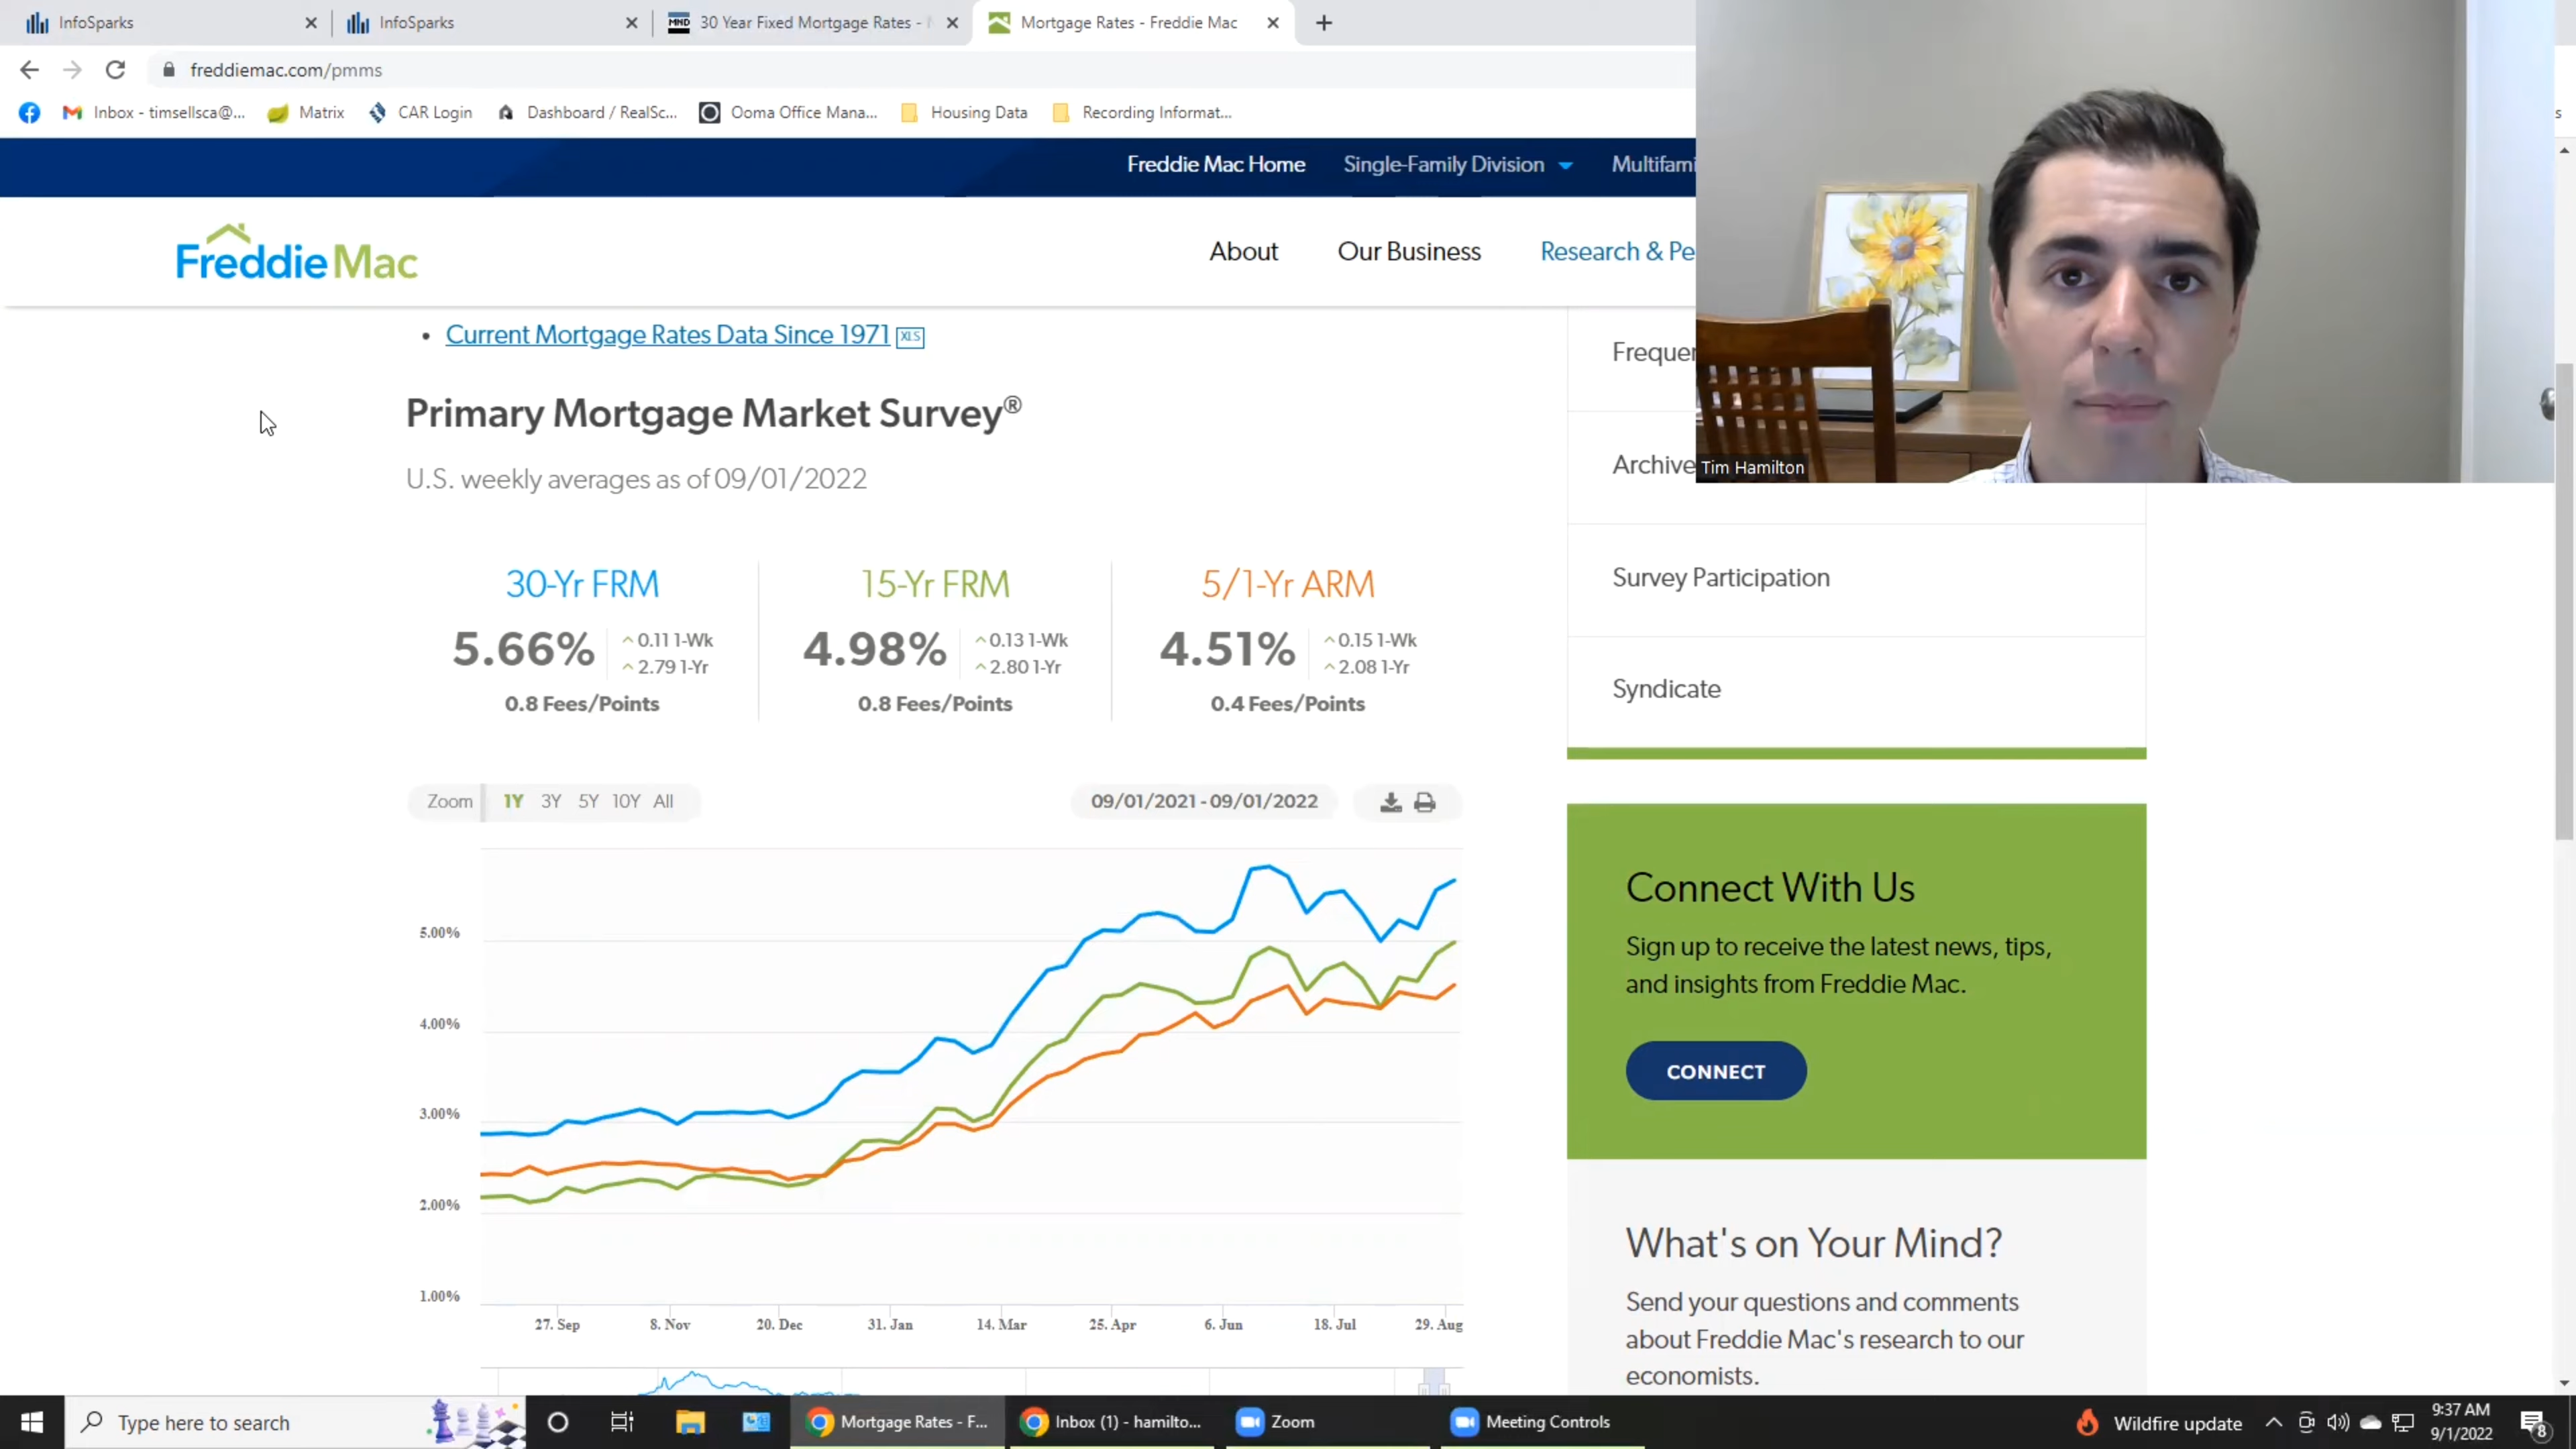 InfoSparks
InfoSparks
MND 30 Year Fixed Mortgage Rates -
Mortgage Rates - Freddie Mac
freddiemac.com/pmms
Inbox - timsellsca@...
Matrix
CAR Login
Dashboard / RealSc...
Ooma Office Mana...
Housing Data
Recording Informat...
s
Freddie Mac Home
Single-Family Division
Multifami
Freddie Mac
About
Our Business
Research & Pe
• Current Mortgage Rates Data Since 1971 XLS
Primary Mortgage Market Survey®
U.S. weekly averages as of 09/01/2022
30-Yr FRM
5.66%
^ 0.11 1-Wk
^ 2.79 1-Yr
0.8 Fees/Points
15-Yr FRM
4.98%
^ 0.13 1-Wk
^ 2.80 1-Yr
0.8 Fees/Points
5/1-Yr ARM
4.51%
^ 0.15 1-Wk
^ 2.08 1-Yr
0.4 Fees/Points
Zoom 1Y 3Y 5Y 10Y All
09/01/2021 - 09/01/2022
5.00%
4.00%
3.00%
2.00%
1.00%
27. Sep 8. Nov 20. Dec 31. Jan 14. Mar 25. Apr 6. Jun 18. Jul 29. Aug
Frequen
Archive
Tim Hamilton
Survey Participation
Syndicate
Connect With Us
Sign up to receive the latest news, tips,
and insights from Freddie Mac.
CONNECT
What's on Your Mind?
Send your questions and comments
about Freddie Mac's research to our
economists.
Type here to search
Mortgage Rates - F...
Inbox (1) - hamilto...
Zoom
Meeting Controls
Wildfire update
9:37 AM
9/1/2022
8